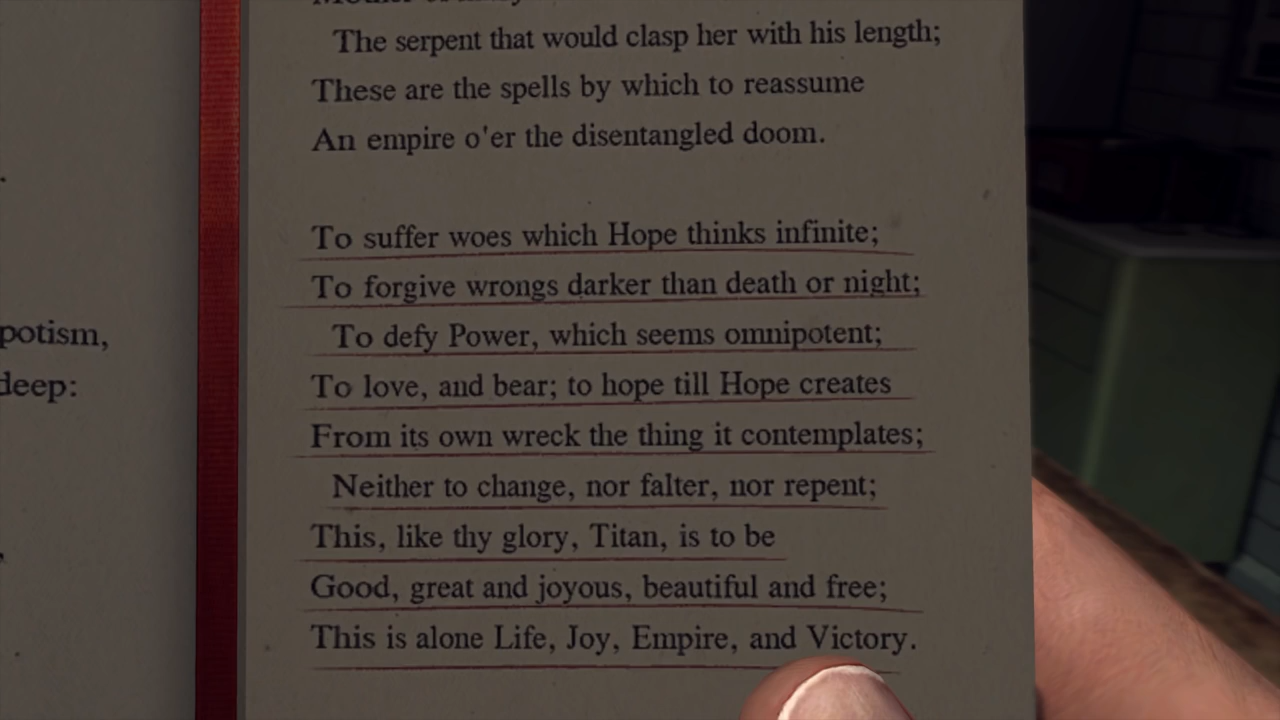 The serpent that would clasp her with his length;
These are the spells by which to reassume
An empire o'er the disentangled doom.
To suffer woes which Hope thinks infinite;
To forgive wrongs darker than death or night;
To defy Power, which seems omnipotent;
To love, and bear; to hope till Hope creates
From its own wreck the thing it contemplates;
Neither to change, nor falter, nor repent;
This, like thy glory, Titan, is to be
Good, great and joyous, beautiful and free;
This is alone Life, Joy, Empire, and Victory.
potism,
deep: